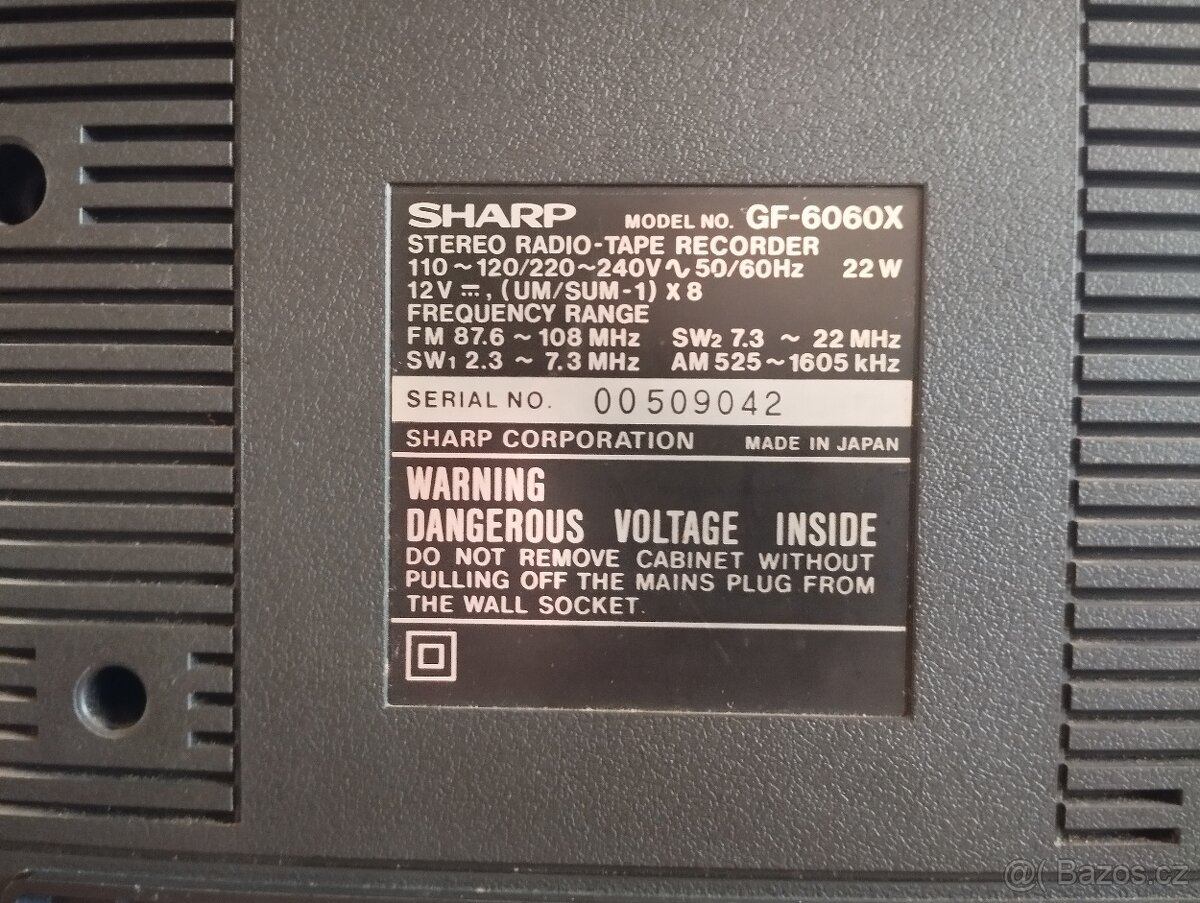 SHARP MODEL NO. GF-6060X
STEREO RADIO-TAPE RECORDER
110~120/220~240V∿50/60Hz 22W
12V⎓, (UM/SUM-1) X 8
FREQUENCY RANGE
FM 87.6 ~ 108 MHz SW2 7.3 ~ 22 MHz
SW1 2.3 ~ 7.3 MHz AM 525~1605 kHz
SERIAL NO. 00509042
SHARP CORPORATION MADE IN JAPAN
WARNING
DANGEROUS VOLTAGE INSIDE
DO NOT REMOVE CABINET WITHOUT
PULLING OFF THE MAINS PLUG FROM
THE WALL SOCKET.
@( Bazos.cz